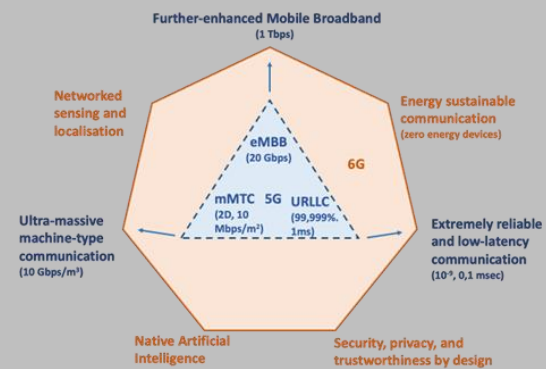 Further-enhanced Mobile Broadband
(1 Tbps)
Networked
sensing and
localisation
Energy sustainable
communication
(zero energy devices)
eMBB
(20 Gbps)
6G
mMTC
(2D, 10
Mbps/m²)
5G
URLLC
(99,999%.
1ms)
Ultra-massive
machine-type
communication
(10 Gbps/m³)
Extremely reliable
and low-latency
communication
(10⁻⁹, 0,1 msec)
Native Artificial
Intelligence
Security, privacy, and
trustworthiness by design